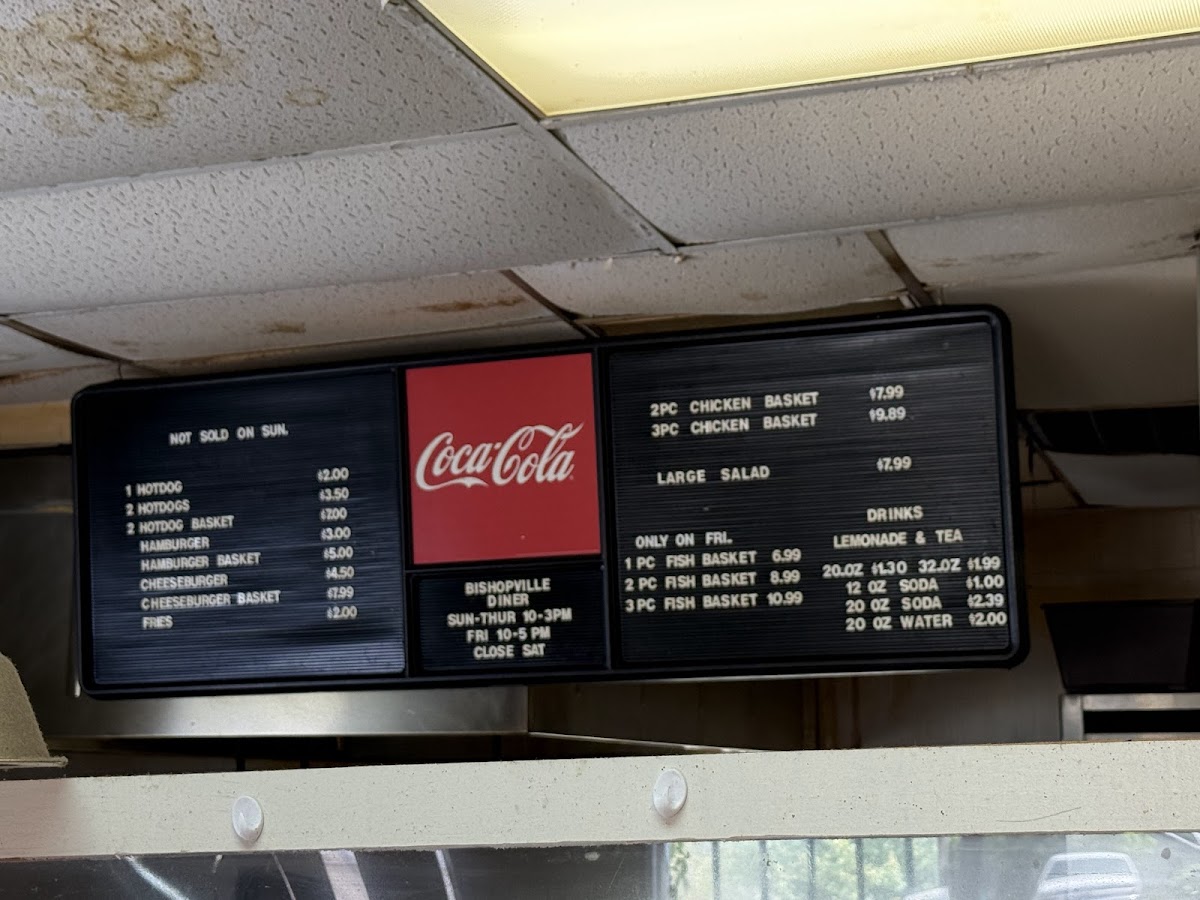 NOT SOLD ON SUN.
1 HOTDOG $2.00
2 HOTDOGS $3.50
2 HOTDOG BASKET $7.00
HAMBURGER $3.00
HAMBURGER BASKET $5.00
CHEESEBURGER $4.50
CHEESEBURGER BASKET $7.99
FRIES $2.00
Coca-Cola
BISHOPVILLE
DINER
SUN-THUR 10-3PM
FRI 10-5 PM
CLOSE SAT
2PC CHICKEN BASKET $7.99
3PC CHICKEN BASKET $9.89
LARGE SALAD $7.99
ONLY ON FRI.
1 PC FISH BASKET 6.99
2 PC FISH BASKET 8.99
3 PC FISH BASKET 10.99
DRINKS
LEMONADE & TEA
20.OZ $1.30 32.OZ $1.99
12 OZ SODA $1.00
20 OZ SODA $2.39
20 OZ WATER $2.00